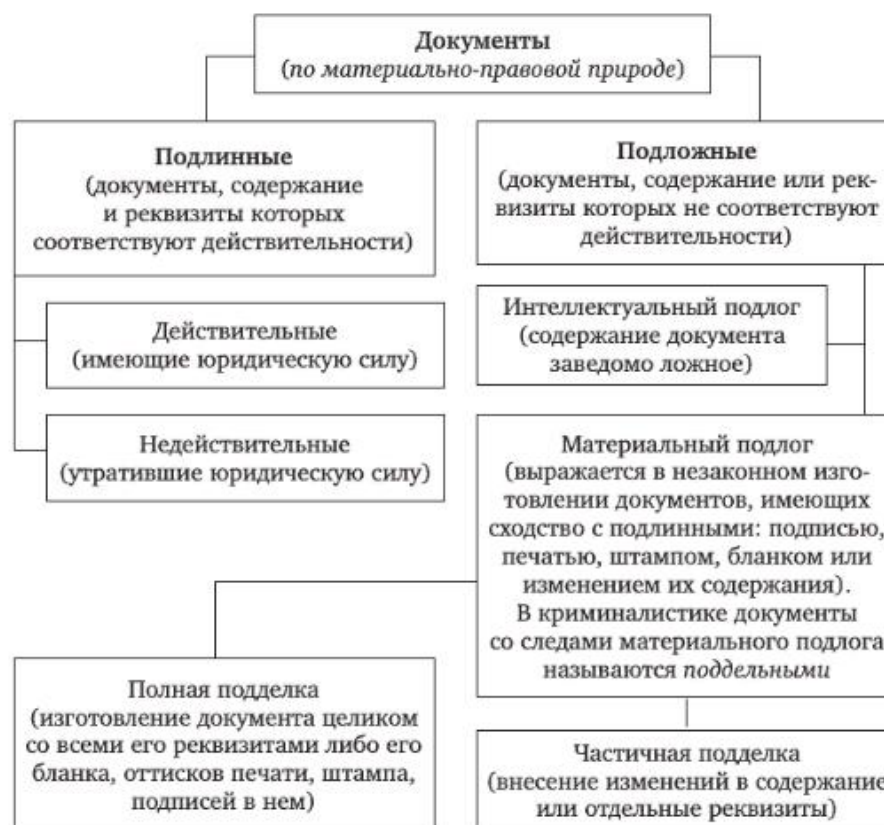 Документы
(по материально-правовой природе)
Подлинные
(документы, содержание
и реквизиты которых
соответствуют действительности)
Подложные
(документы, содержание или рек-
визиты которых не соответствуют
действительности)
Действительные
(имеющие юридическую силу)
Интеллектуальный подлог
(содержание документа
заведомо ложное)
Недействительные
(утратившие юридическую силу)
Материальный подлог
(выражается в незаконном изго-
товлении документов, имеющих
сходство с подлинными: подписью,
печатью, штампом, бланком или
изменением их содержания).
В криминалистике документы
со следами материального подлога
называются поддельными
Полная подделка
(изготовление документа целиком
со всеми его реквизитами либо его
бланка, оттисков печати, штампа,
подписей в нем)
Частичная подделка
(внесение изменений в содержание
или отдельные реквизиты)